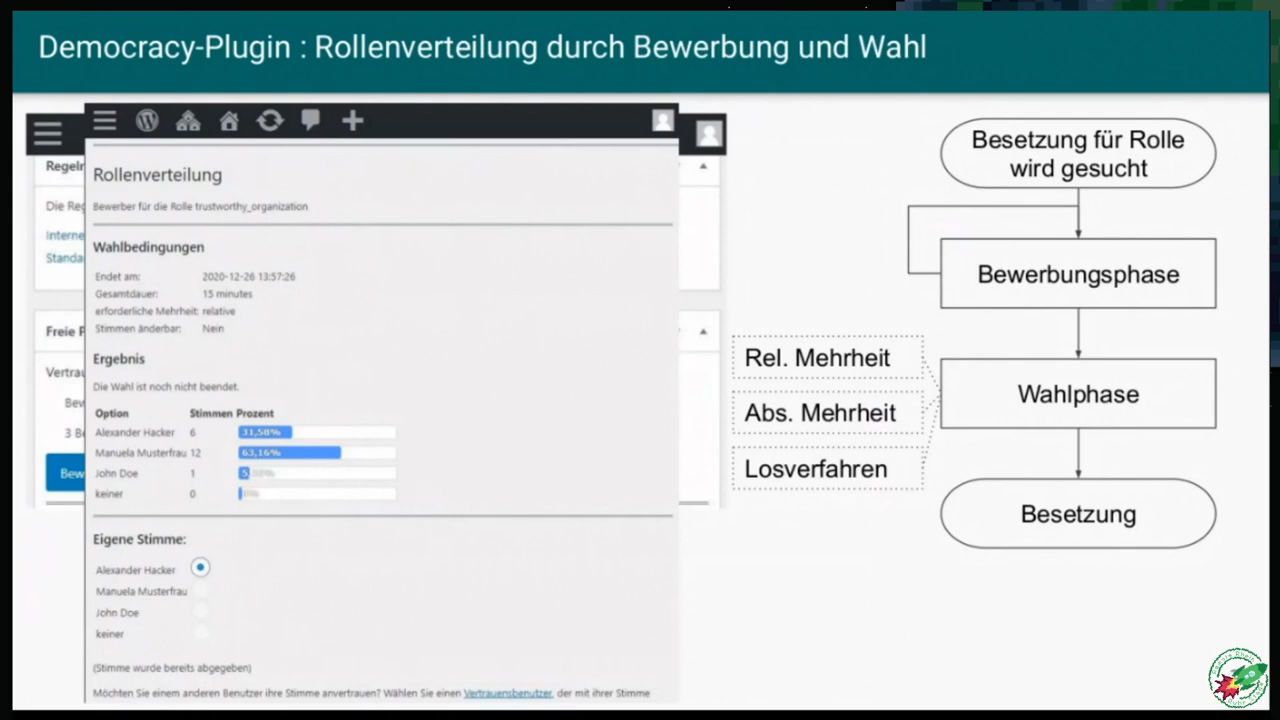 Democracy-Plugin : Rollenverteilung durch Bewerbung und Wahl
Rollenverteilung
Bewerber für die Rolle trustworthy_organization
Wahlbedingungen
Endet am: 2020-12-26 13:57:26
Gesamtdauer: 15 minutes
erforderliche Mehrheit: relative
Stimmen änderbar: Nein
Ergebnis
Die Wahl ist noch nicht beendet.
Option Stimmen Prozent
Alexander Hacker 6 31,58%
Manuela Musterfrau 12 63,16%
John Doe 1
keiner 0
Eigene Stimme:
Alexander Hacker
Manuela Musterfrau
John Doe
keiner
(Stimme wurde bereits abgegeben)
Möchten Sie einem anderen Benutzer ihre Stimme anvertrauen? Wählen Sie einen Vertrauensbenutzer, der mit ihrer Stimme
Die
3
Besetzung für Rolle
wird gesucht
Bewerbungsphase
Rel. Mehrheit
Abs. Mehrheit
Losverfahren
Wahlphase
Besetzung